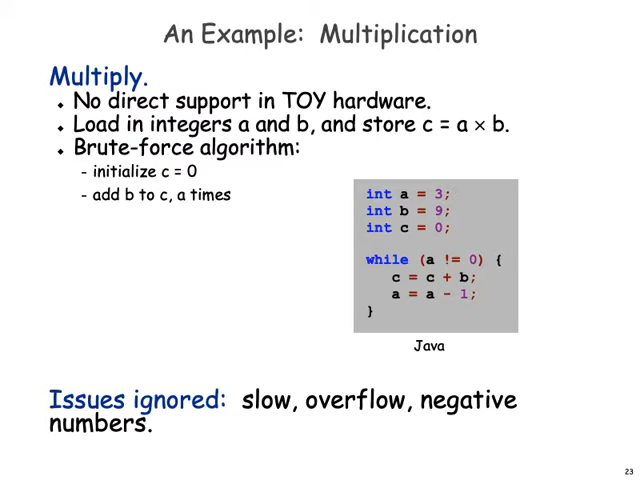 An Example: Multiplication
Multiply.
No direct support in TOY hardware.
Load in integers a and b, and store c = a × b.
Brute-force algorithm:
- initialize c = 0
- add b to c, a times
int a = 3;
int b = 9;
int c = 0;
while (a != 0) {
c = c + b;
a = a - 1;
}
Java
Issues ignored: slow, overflow, negative
numbers.
23